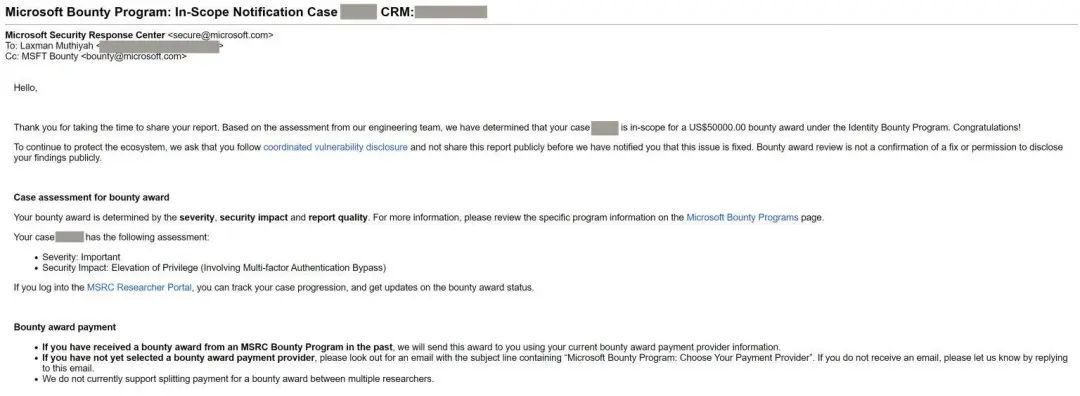 Microsoft Bounty Program: In-Scope Notification Case CRM:
Microsoft Security Response Center <secure@microsoft.com>
To: Laxman Muthiyah < >
Cc: MSFT Bounty <bounty@microsoft.com>
Hello,
Thank you for taking the time to share your report. Based on the assessment from our engineering team, we have determined that your case is in-scope for a US$50000.00 bounty award under the Identity Bounty Program. Congratulations!
To continue to protect the ecosystem, we ask that you follow coordinated vulnerability disclosure and not share this report publicly before we have notified you that this issue is fixed. Bounty award review is not a confirmation of a fix or permission to disclose
your findings publicly.
Case assessment for bounty award
Your bounty award is determined by the severity, security impact and report quality. For more information, please review the specific program information on the Microsoft Bounty Programs page.
Your case has the following assessment:
• Severity: Important
• Security Impact: Elevation of Privilege (Involving Multi-factor Authentication Bypass)
If you log into the MSRC Researcher Portal, you can track your case progression, and get updates on the bounty award status.
Bounty award payment
• If you have received a bounty award from an MSRC Bounty Program in the past, we will send this award to you using your current bounty award payment provider information.
• If you have not yet selected a bounty award payment provider, please look out for an email with the subject line containing “Microsoft Bounty Program: Choose Your Payment Provider”. If you do not receive an email, please let us know by replying
to this email.
• We do not currently support splitting payment for a bounty award between multiple researchers.